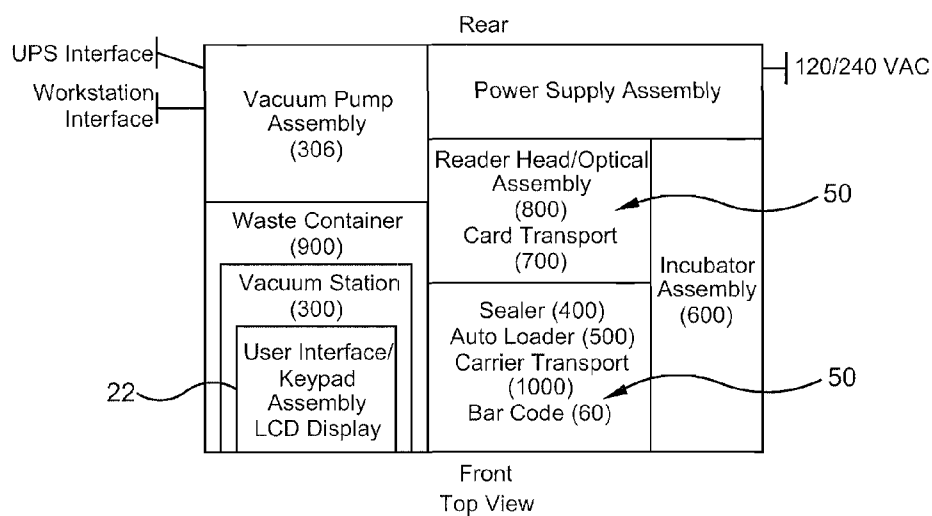 Rear
UPS Interface
Workstation
Interface
120/240 VAC
Vacuum Pump
Assembly
(306)
Power Supply Assembly
Reader Head/Optical
Assembly
(800)
Card Transport
(700)
50
Waste Container
(900)
Vacuum Station
(300)
User Interface/
Keypad
Assembly
LCD Display
22
Incubator
Assembly
(600)
Sealer (400)
Auto Loader (500)
Carrier Transport
(1000)
Bar Code (60)
50
Front
Top View